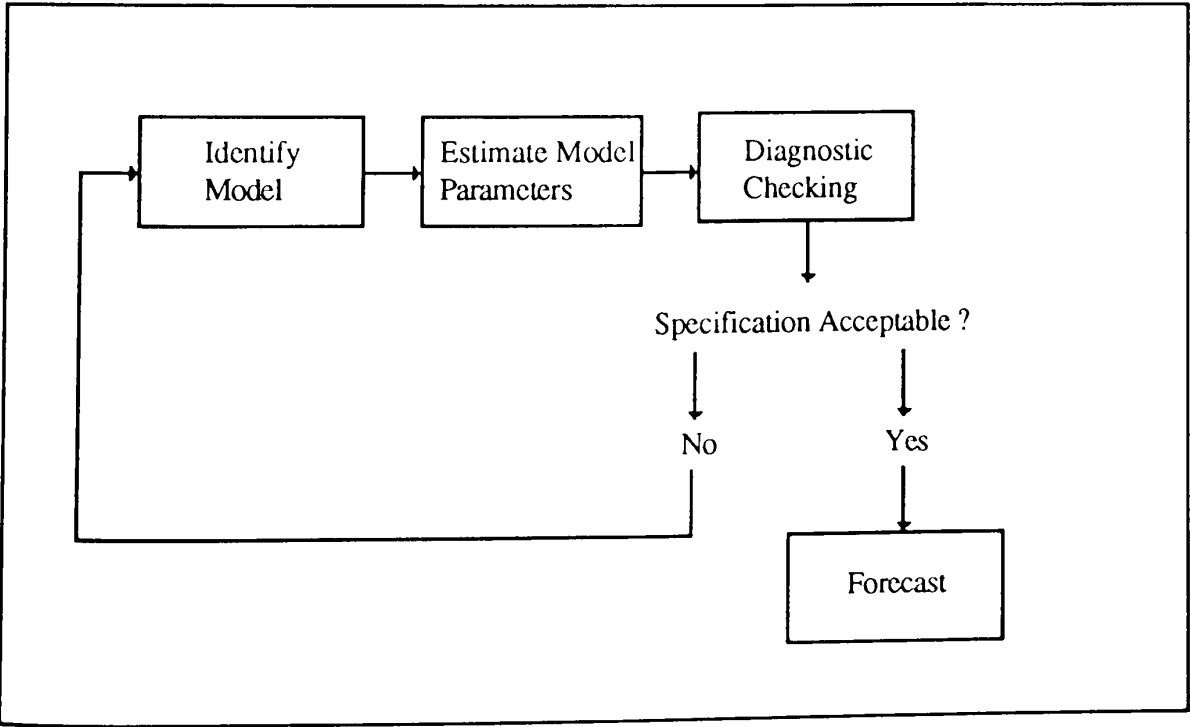 Identify
Model
Estimate Model
Parameters
Diagnostic
Checking
Specification Acceptable ?
No
Yes
Forecast